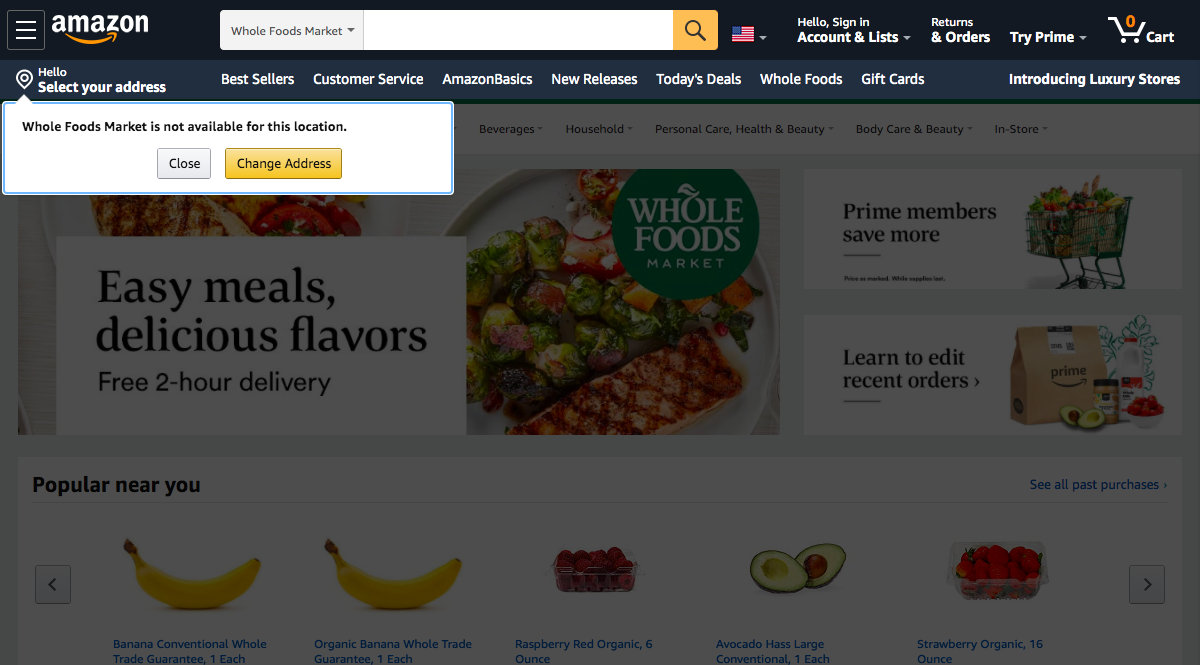 amazon
Whole Foods Market
Hello, Sign in
Account & Lists
Returns
& Orders
Try Prime
0
Cart
Hello
Select your address
Best Sellers
Customer Service
AmazonBasics
New Releases
Today's Deals
Whole Foods
Gift Cards
Introducing Luxury Stores
Whole Foods Market is not available for this location.
Close
Change Address
Beverages
Household
Personal Care, Health & Beauty
Body Care & Beauty
In-Store
Easy meals,
delicious flavors
Free 2-hour delivery
WHOLE
FOODS
MARKET
Prime members
save more
Price as marked. While supplies last.
Learn to edit
recent orders ›
prime
Popular near you
See all past purchases ›
Banana Conventional Whole
Trade Guarantee, 1 Each
Organic Banana Whole Trade
Guarantee, 1 Each
Raspberry Red Organic, 6
Ounce
Avocado Hass Large
Conventional, 1 Each
Strawberry Organic, 16
Ounce